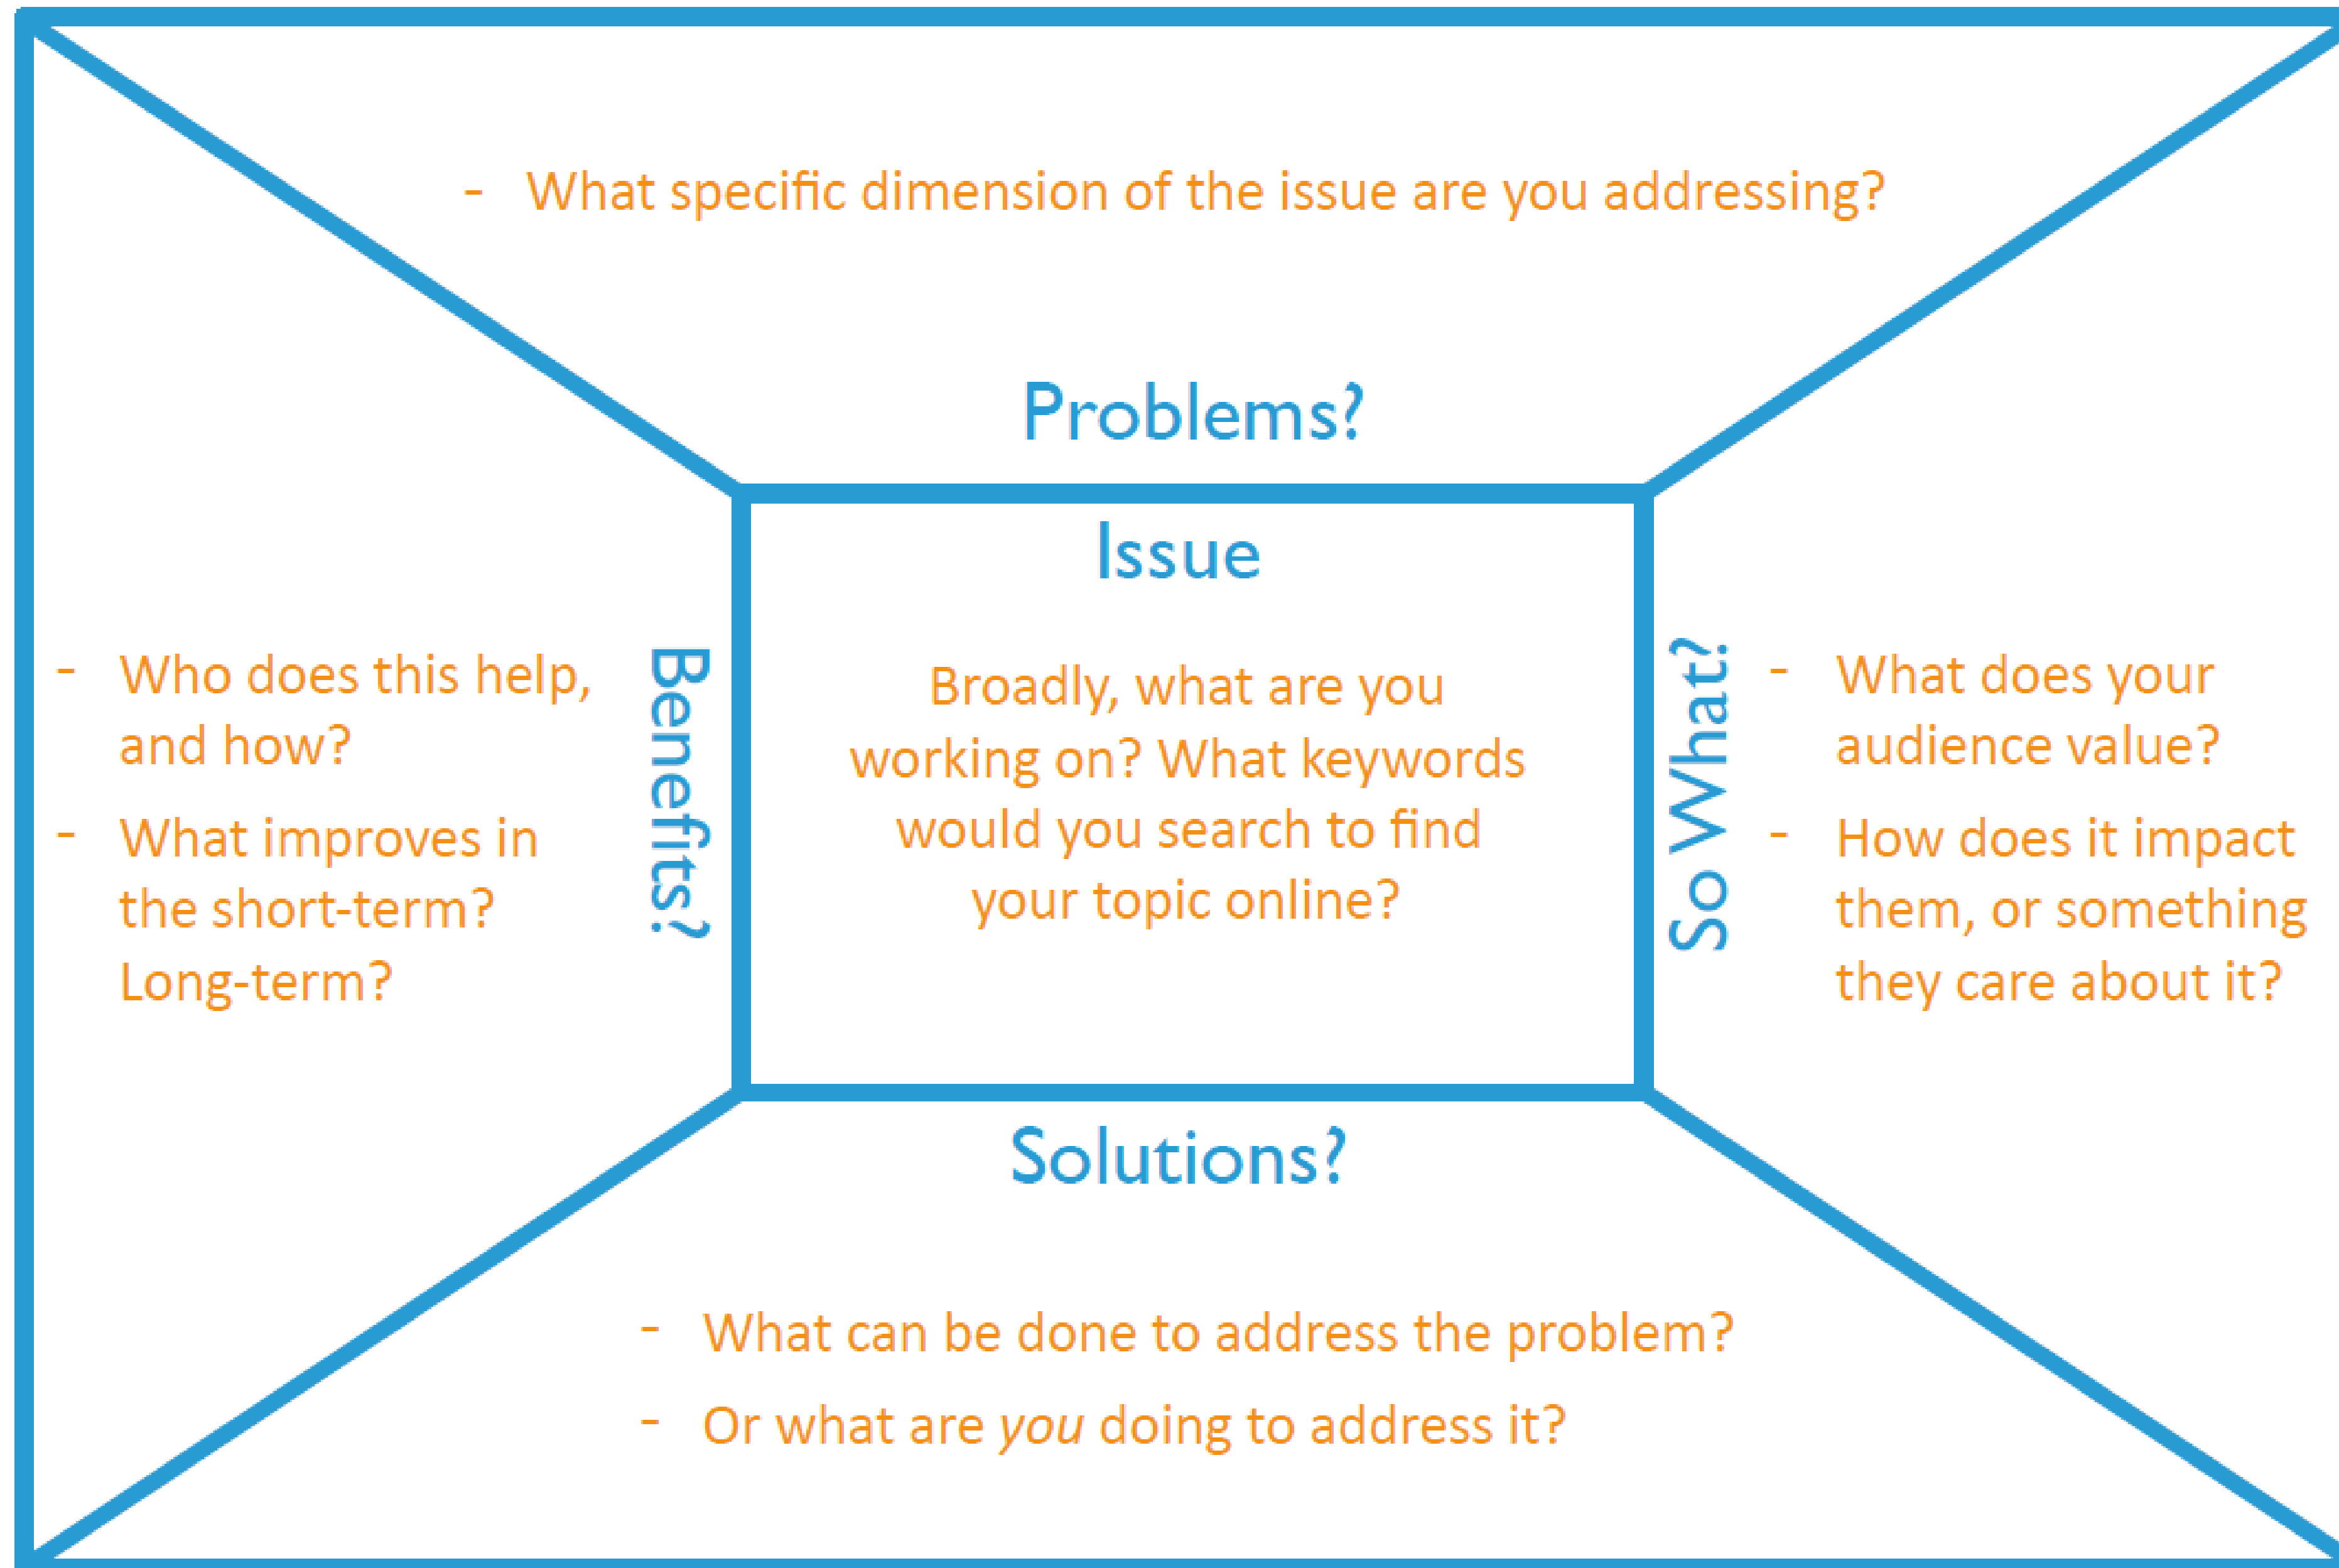 - What specific dimension of the issue are you addressing?
Problems?
Benefits?
- Who does this help,
and how?
- What improves in
the short-term?
Long-term?
Issue
Broadly, what are you
working on? What keywords
would you search to find
your topic online?
So What?
- What does your
audience value?
- How does it impact
them, or something
they care about it?
Solutions?
- What can be done to address the problem?
- Or what are you doing to address it?